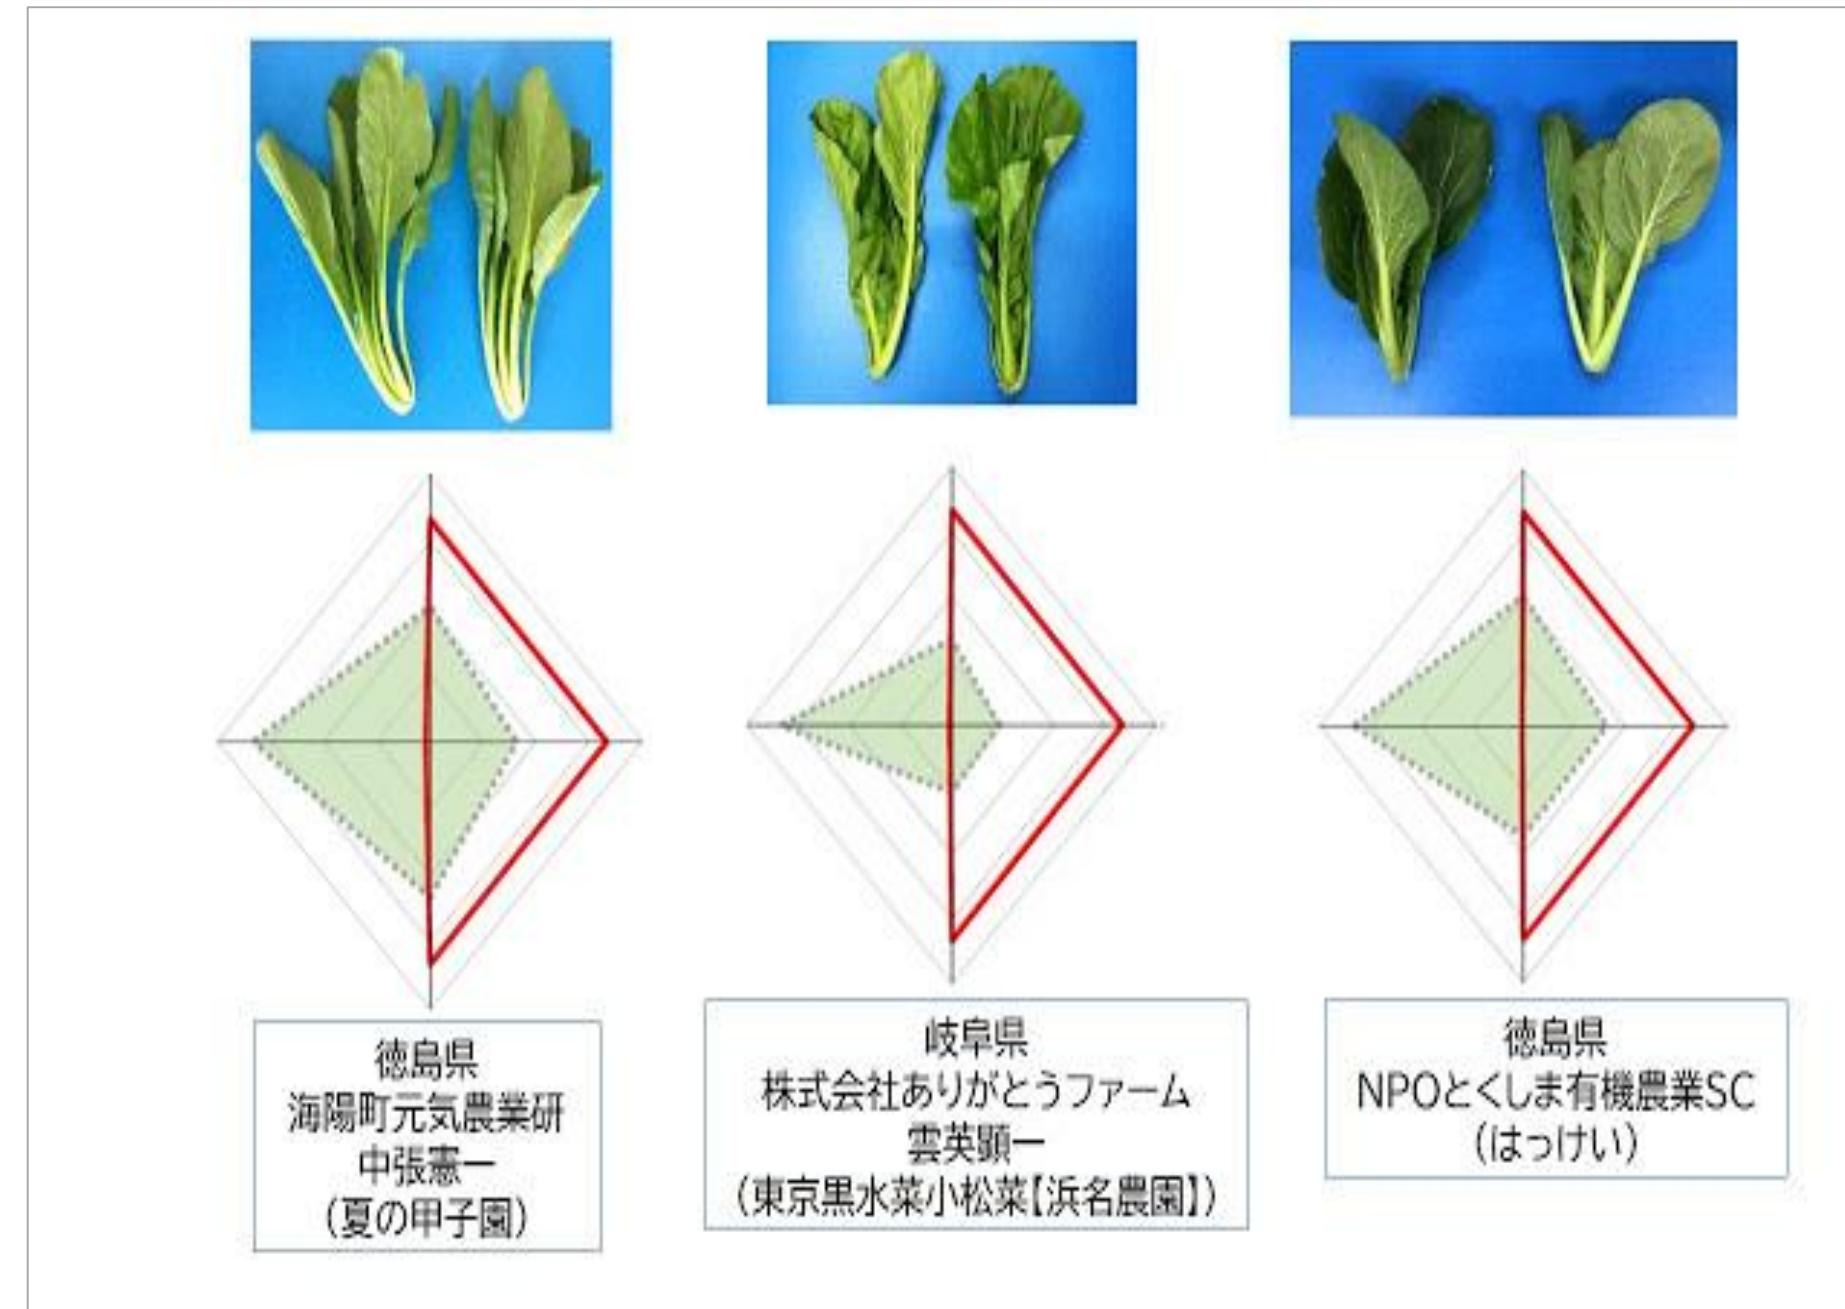 徳島県
海陽町元気農業研
中張憲一
（夏の甲子園）
岐阜県
株式会社ありがとうファーム
雲英顕一
（東京黒水菜小松菜【浜名農園】）
徳島県
NPOとくしま有機農業SC
（はっけい）